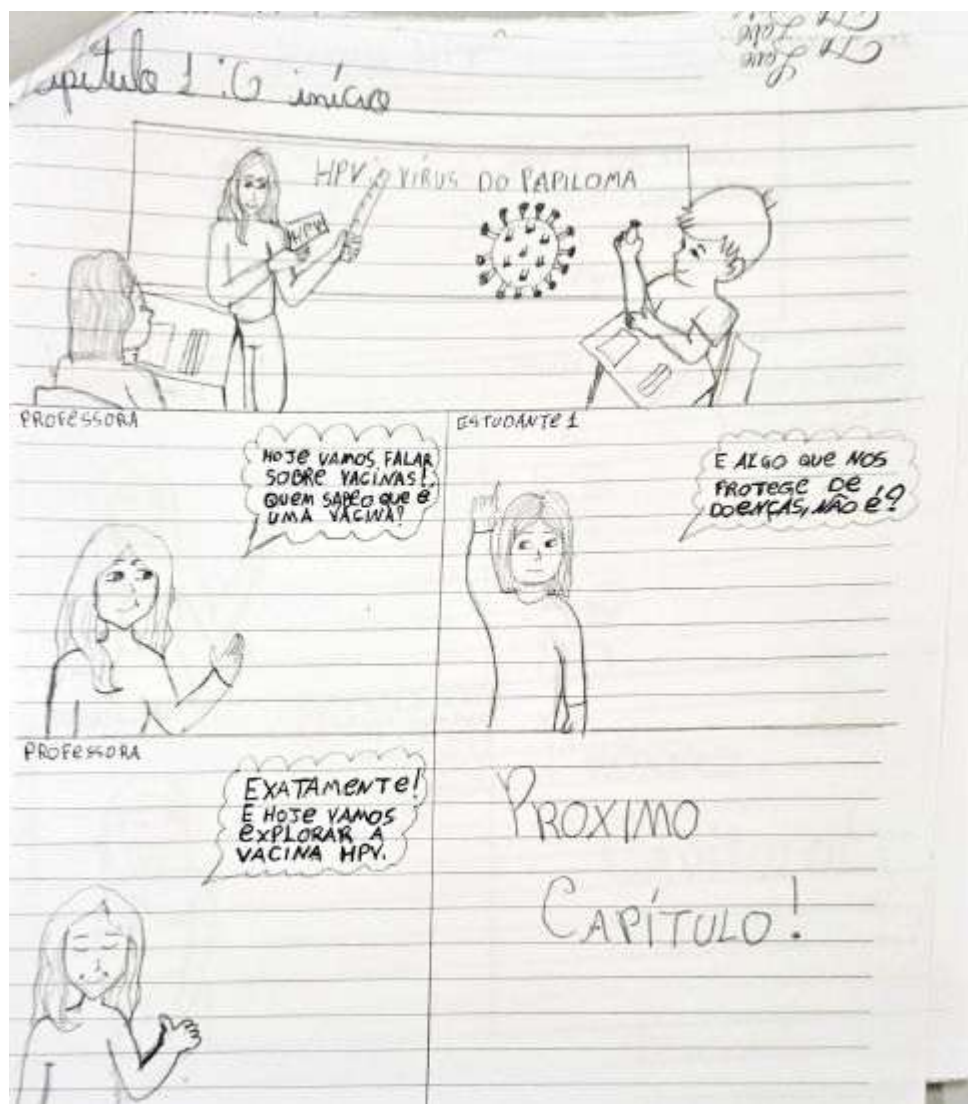 Capítulo 1: O início
HPV O VÍRUS DO PAPILOMA
HPV
PROFESSORA
HOJE VAMOS FALAR
SOBRE VACINAS!
QUEM SABE O QUE É
UMA VACINA?
ESTUDANTE 1
E ALGO QUE NOS
PROTEGE DE
DOENÇAS, NÃO É?
PROFESSORA
EXATAMENTE!
E HOJE VAMOS
EXPLORAR A
VACINA HPV.
PROXIMO
CAPÍTULO!